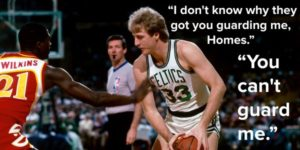 “I don't know why they
got you guarding me,
Homes.”
“You
can't
guard
me.”
WILKINS
21
CELTICS
33